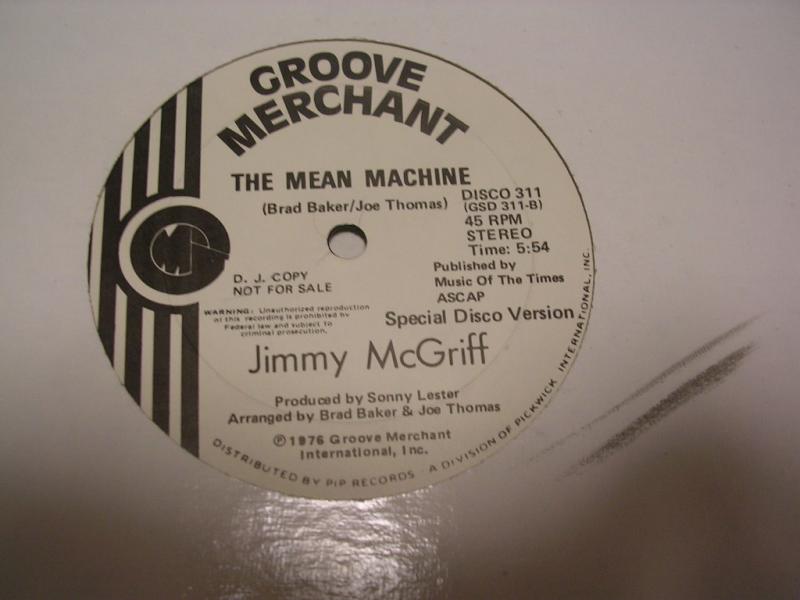 GROOVE
MERCHANT
THE MEAN MACHINE
(Brad Baker/Joe Thomas)
DISCO 311
(GSD 311-B)
45 RPM
STEREO
Time: 5:54
D. J. COPY
NOT FOR SALE
Published by
Music Of The Times
ASCAP
WARNING: Unauthorized reproduction
of this recording is prohibited by
Federal law and subject to
criminal prosecution.
Special Disco Version
Jimmy McGriff
Produced by Sonny Lester
Arranged by Brad Baker & Joe Thomas
℗1976 Groove Merchant
International, Inc.
DISTRIBUTED BY PiP RECORDS · A DIVISION OF PICKWICK INTERNATIONAL, INC.